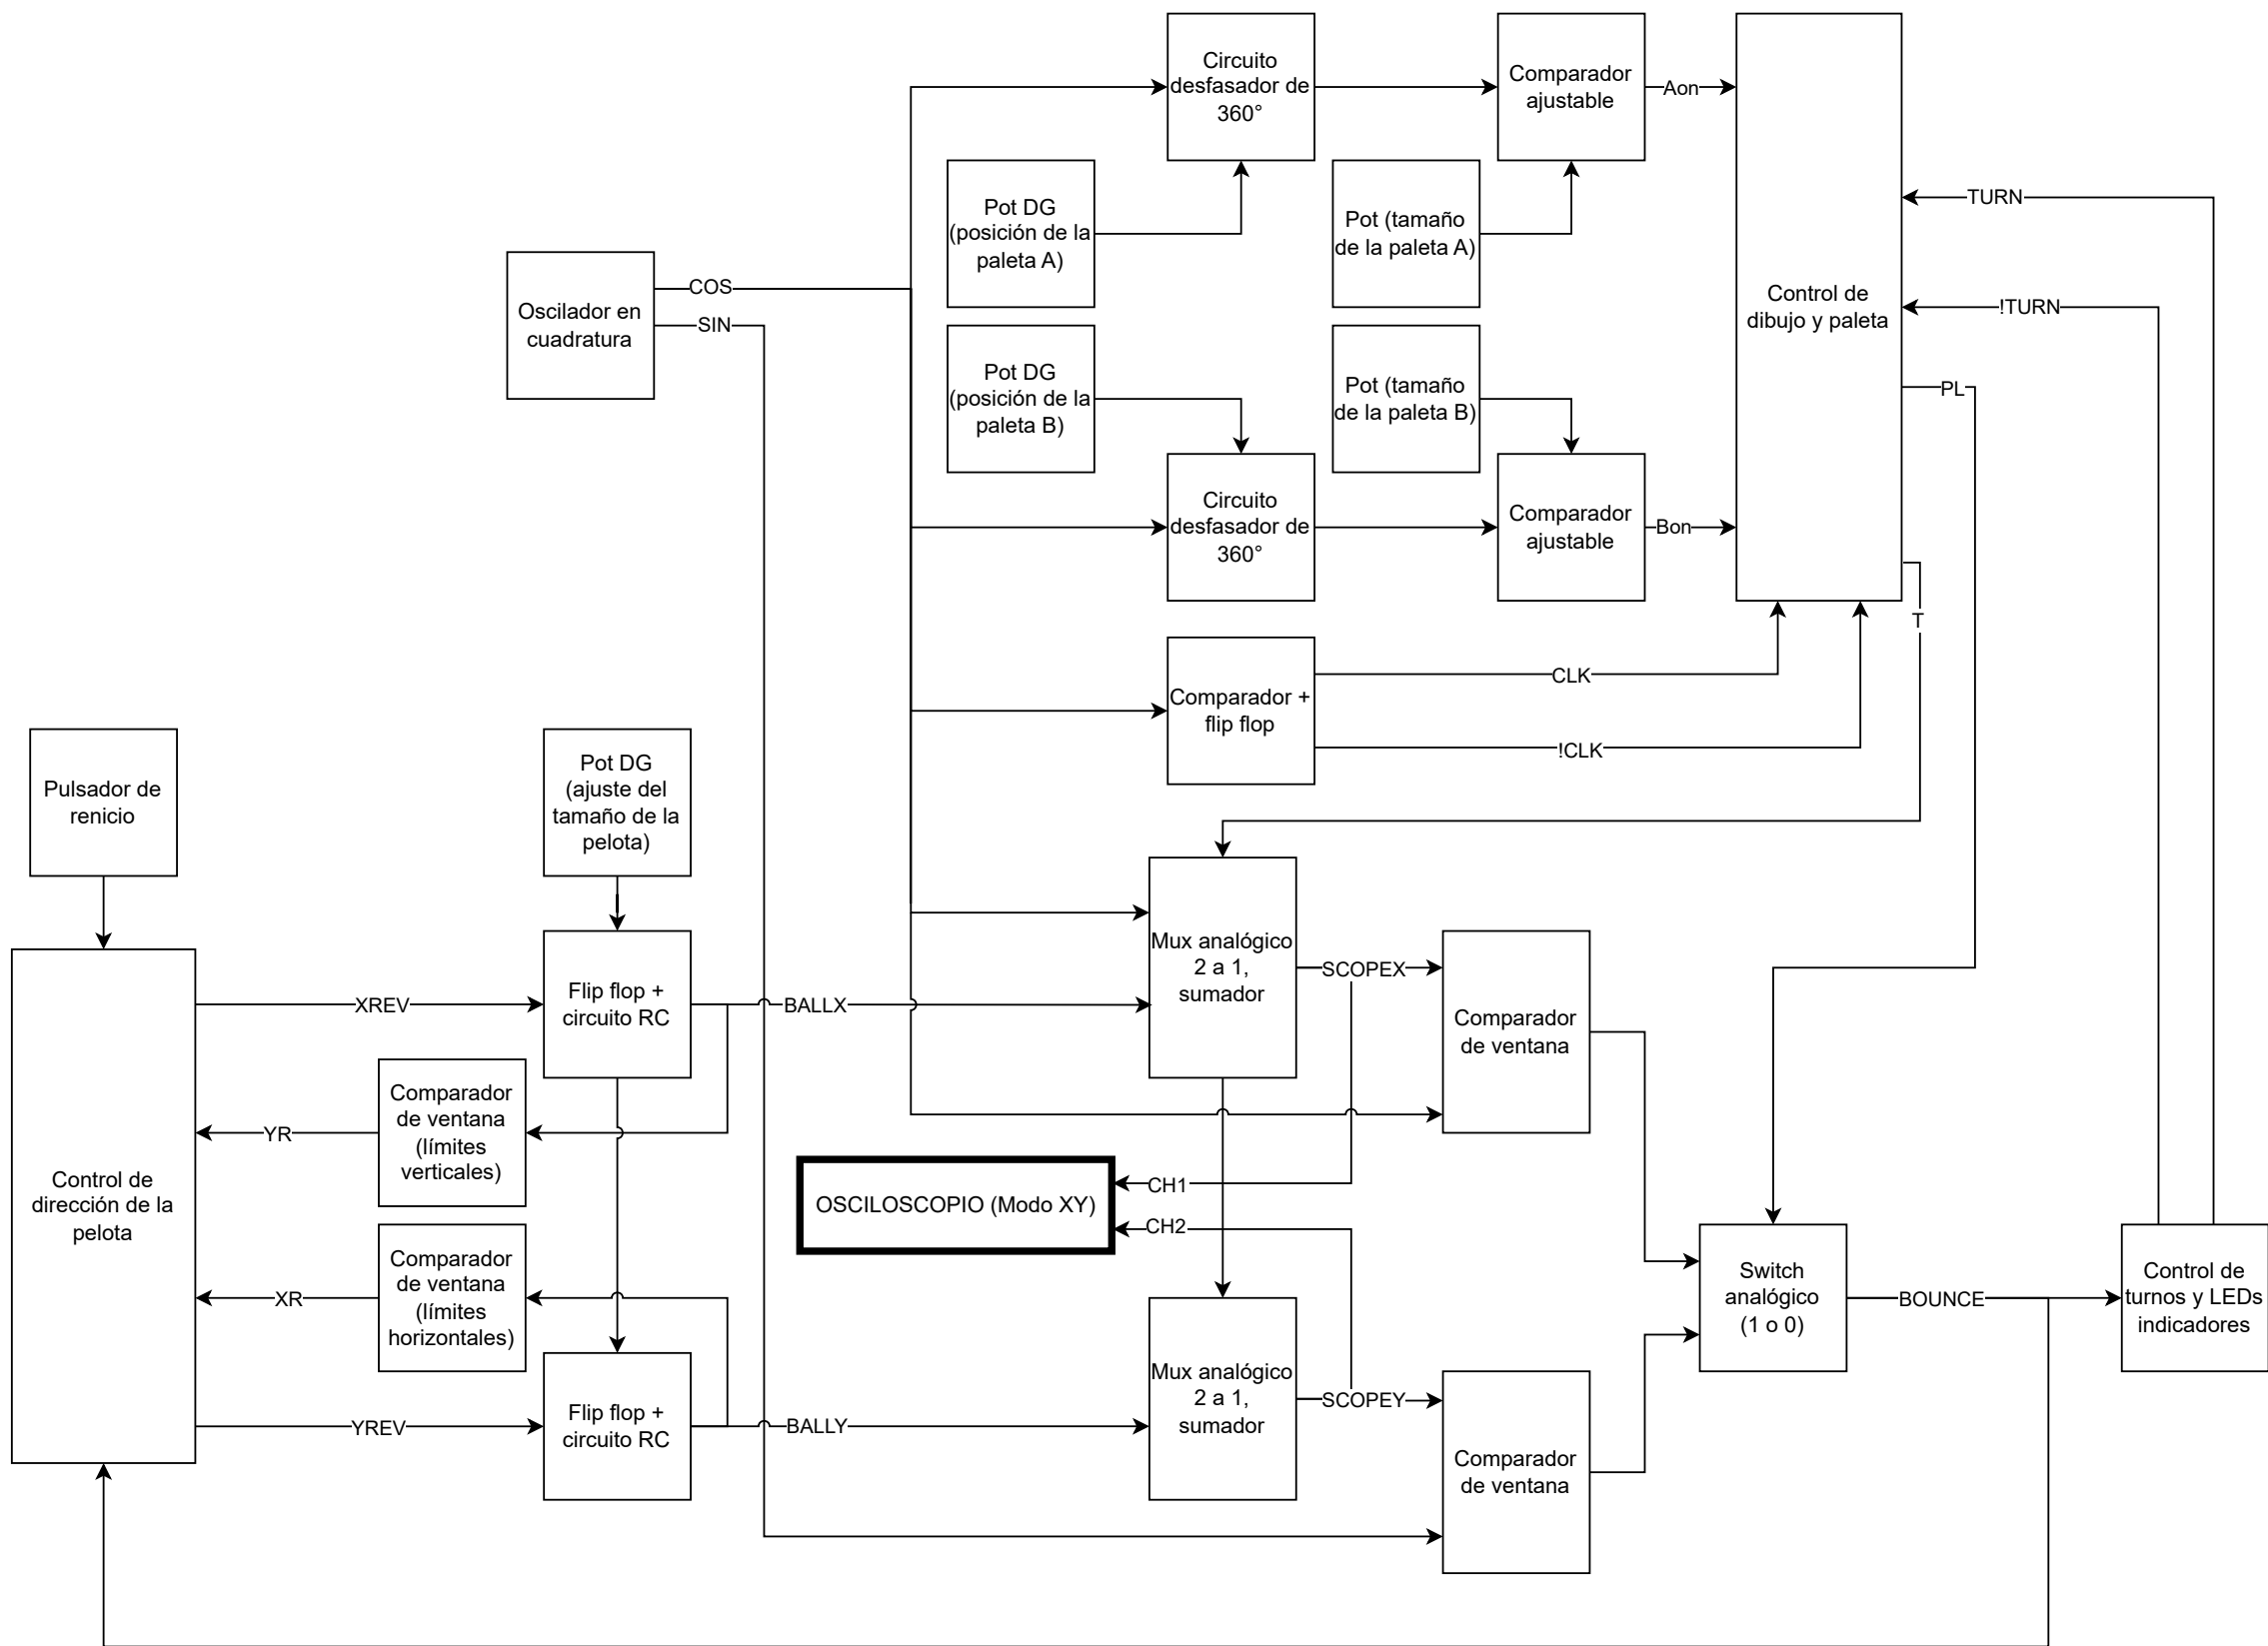 Circuito
desfasador de
360°
Comparador
ajustable
Aon
Pot DG
(posición de la
paleta A)
Pot (tamaño
de la paleta A)
TURN
Control de
dibujo y paleta
!TURN
Oscilador en
cuadratura
COS
SIN
Pot DG
(posición de la
paleta B)
Pot (tamaño
de la paleta B)
PL
Circuito
desfasador de
360°
Comparador
ajustable
Bon
T
Comparador +
flip flop
CLK
!CLK
Pulsador de
renicio
Pot DG
(ajuste del
tamaño de la
pelota)
Mux analógico
2 a 1,
sumador
SCOPEX
XREV
Flip flop +
circuito RC
BALLX
Comparador
de ventana
Comparador
de ventana
(límites
verticales)
YR
Control de
dirección de la
pelota
OSCILOSCOPIO (Modo XY)
CH1
CH2
Comparador
de ventana
(límites
horizontales)
XR
Switch
analógico
(1 o 0)
BOUNCE
Control de
turnos y LEDs
indicadores
YREV
Flip flop +
circuito RC
BALLY
Mux analógico
2 a 1,
sumador
SCOPEY
Comparador
de ventana